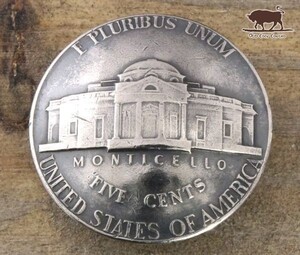 E PLURIBUS UNUM
MONTICELLO
FIVE CENTS
UNITED STATES OF AMERICA